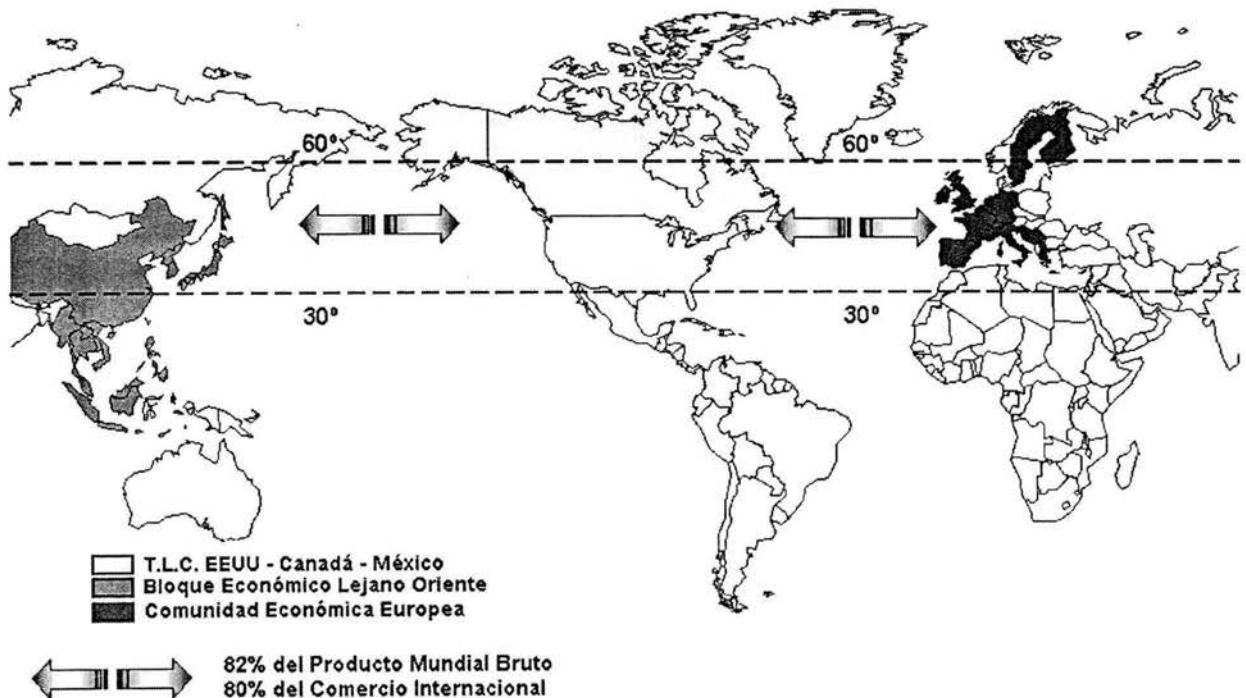 60º
60º
30º
30º
T.L.C. EEUU - Canadá - México
Bloque Económico Lejano Oriente
Comunidad Económica Europea
82% del Producto Mundial Bruto
80% del Comercio Internacional